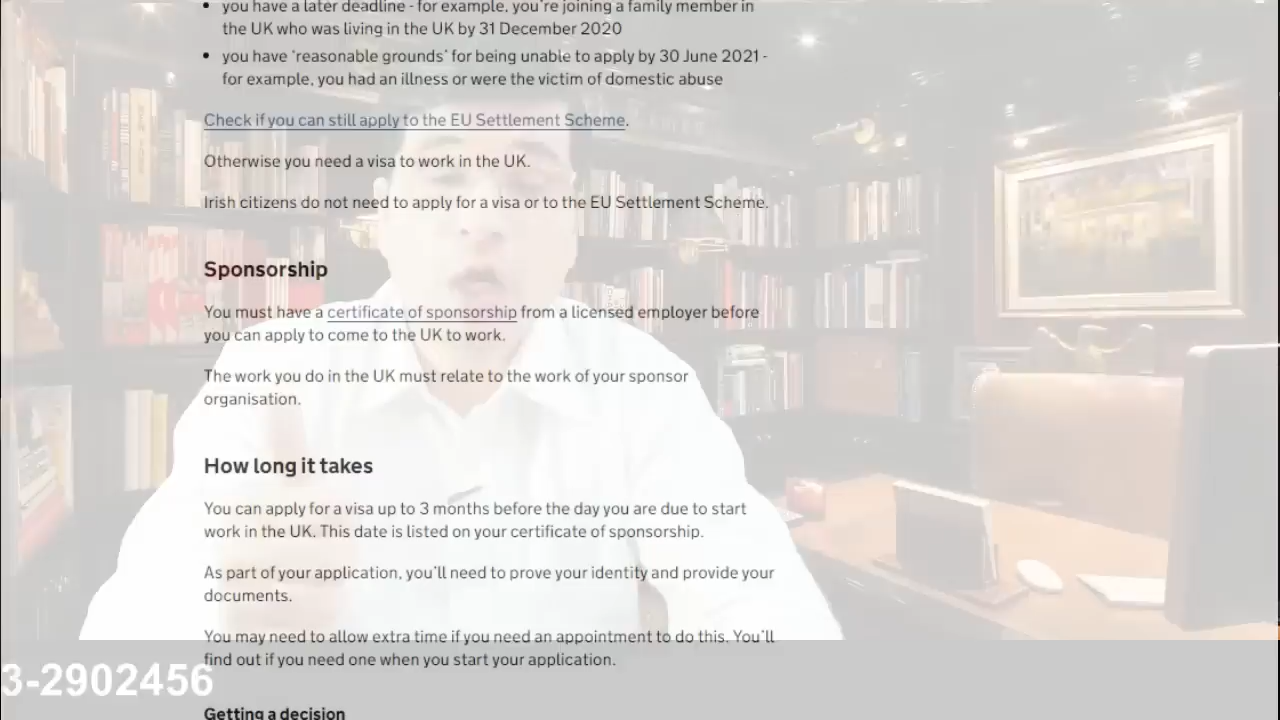 • you have a later deadline - for example, you're joining a family member in
the UK who was living in the UK by 31 December 2020
• you have ‘reasonable grounds’ for being unable to apply by 30 June 2021 -
for example, you had an illness or were the victim of domestic abuse
Check if you can still apply to the EU Settlement Scheme.
Otherwise you need a visa to work in the UK.
Irish citizens do not need to apply for a visa or to the EU Settlement Scheme.
Sponsorship
You must have a certificate of sponsorship from a licensed employer before
you can apply to come to the UK to work.
The work you do in the UK must relate to the work of your sponsor
organisation.
How long it takes
You can apply for a visa up to 3 months before the day you are due to start
work in the UK. This date is listed on your certificate of sponsorship.
As part of your application, you'll need to prove your identity and provide your
documents.
You may need to allow extra time if you need an appointment to do this. You'll
find out if you need one when you start your application.
3-2902456
Getting a decision